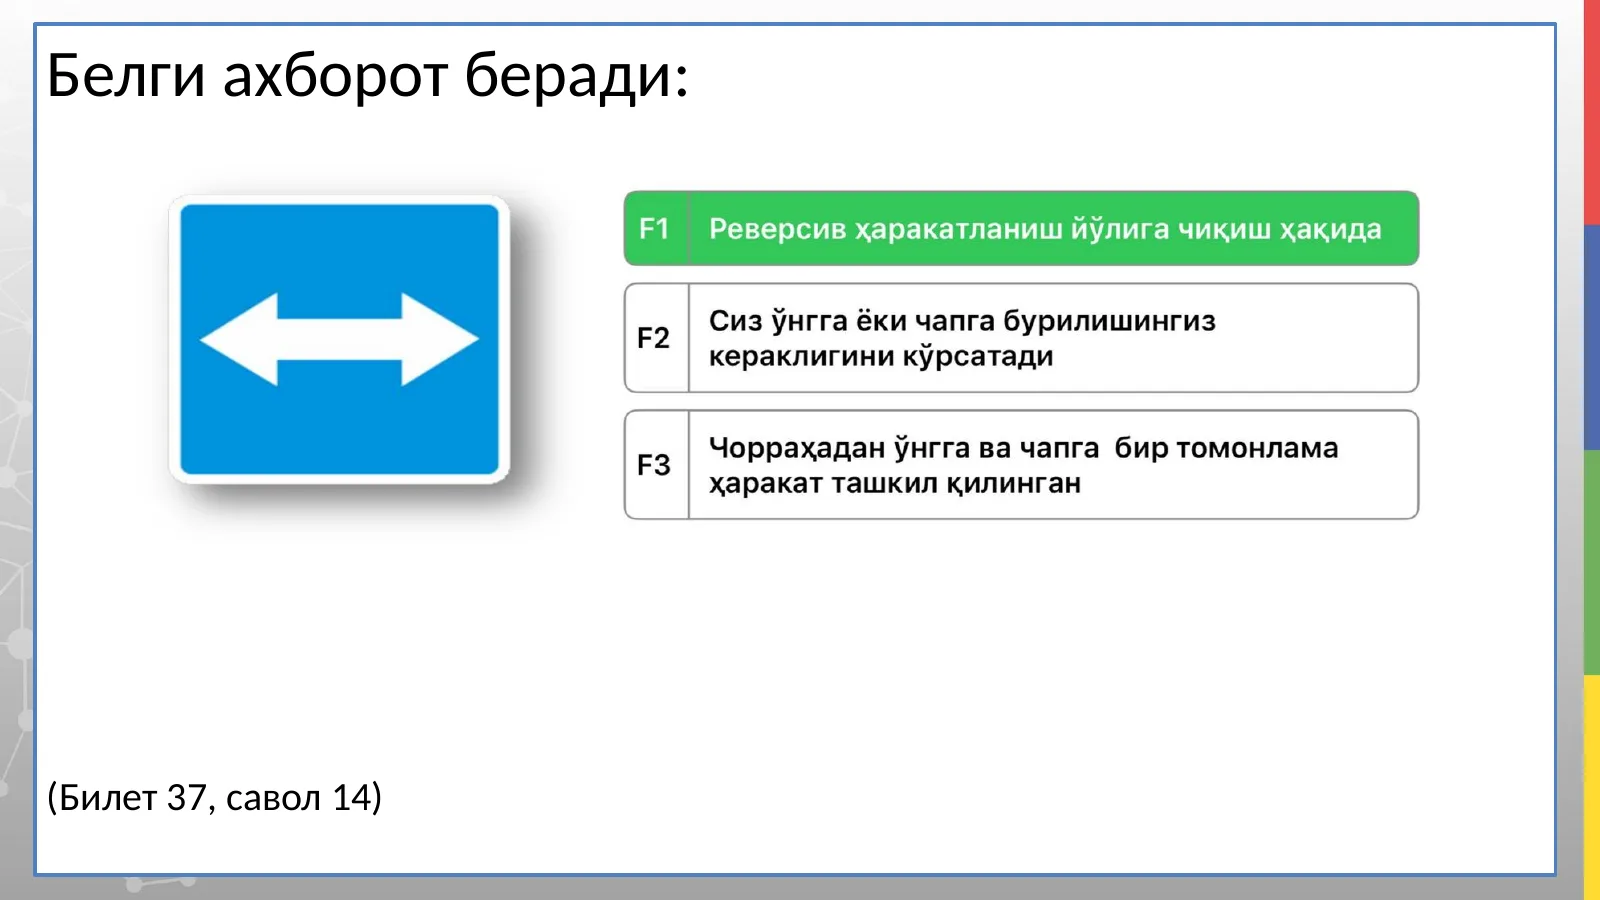 Белги ахборот беради:
F1 Реверсив ҳаракатланиш йўлига чиқиш ҳақида
F2 Сиз ўнгга ёки чапга бурилишингиз
кераклигини кўрсатади
F3 Чорраҳадан ўнгга ва чапга бир томонлама
ҳаракат ташкил қилинган
(Билет 37, савол 14)